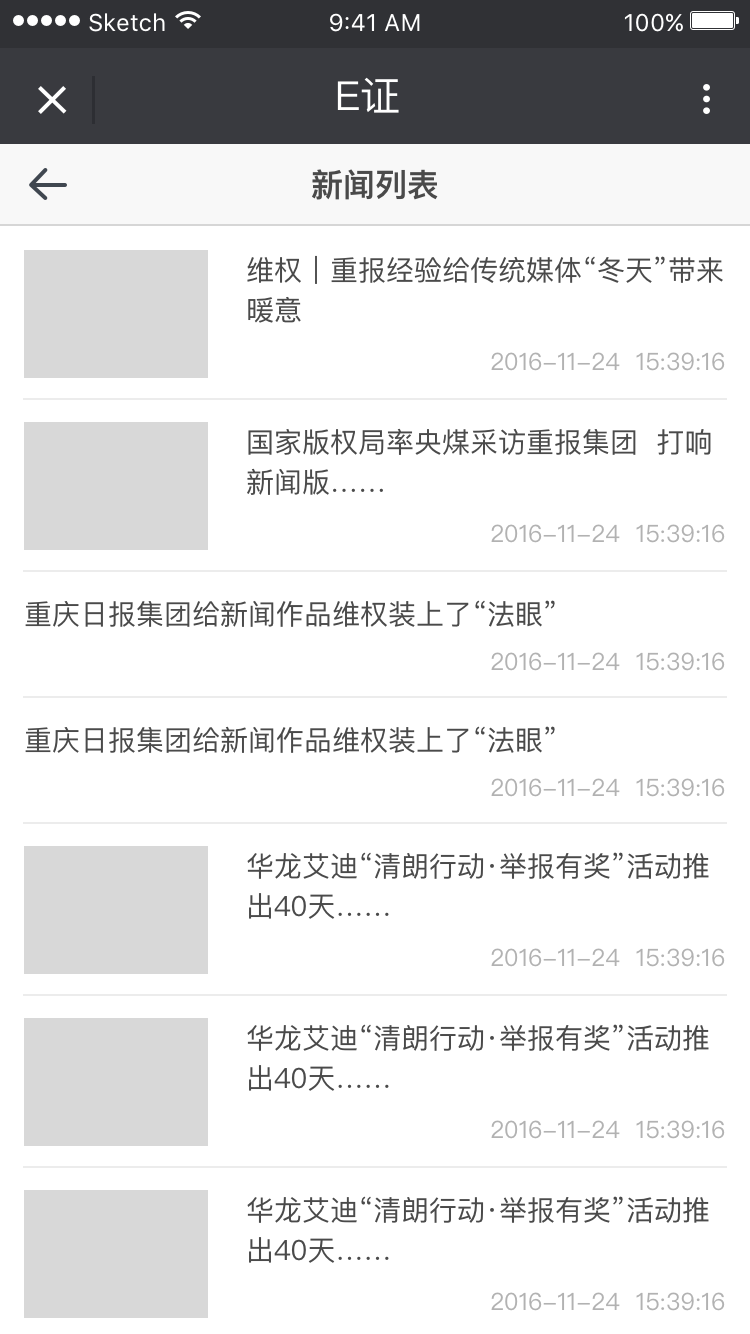 Sketch 9:41 AM 100%
E证
新闻列表
维权｜重报经验给传统媒体“冬天”带来
暖意
2016-11-24 15:39:16
国家版权局率央煤采访重报集团 打响
新闻版……
2016-11-24 15:39:16
重庆日报集团给新闻作品维权装上了“法眼”
2016-11-24 15:39:16
重庆日报集团给新闻作品维权装上了“法眼”
2016-11-24 15:39:16
华龙艾迪“清朗行动·举报有奖”活动推
出40天……
2016-11-24 15:39:16
华龙艾迪“清朗行动·举报有奖”活动推
出40天……
2016-11-24 15:39:16
华龙艾迪“清朗行动·举报有奖”活动推
出40天……
2016-11-24 15:39:16